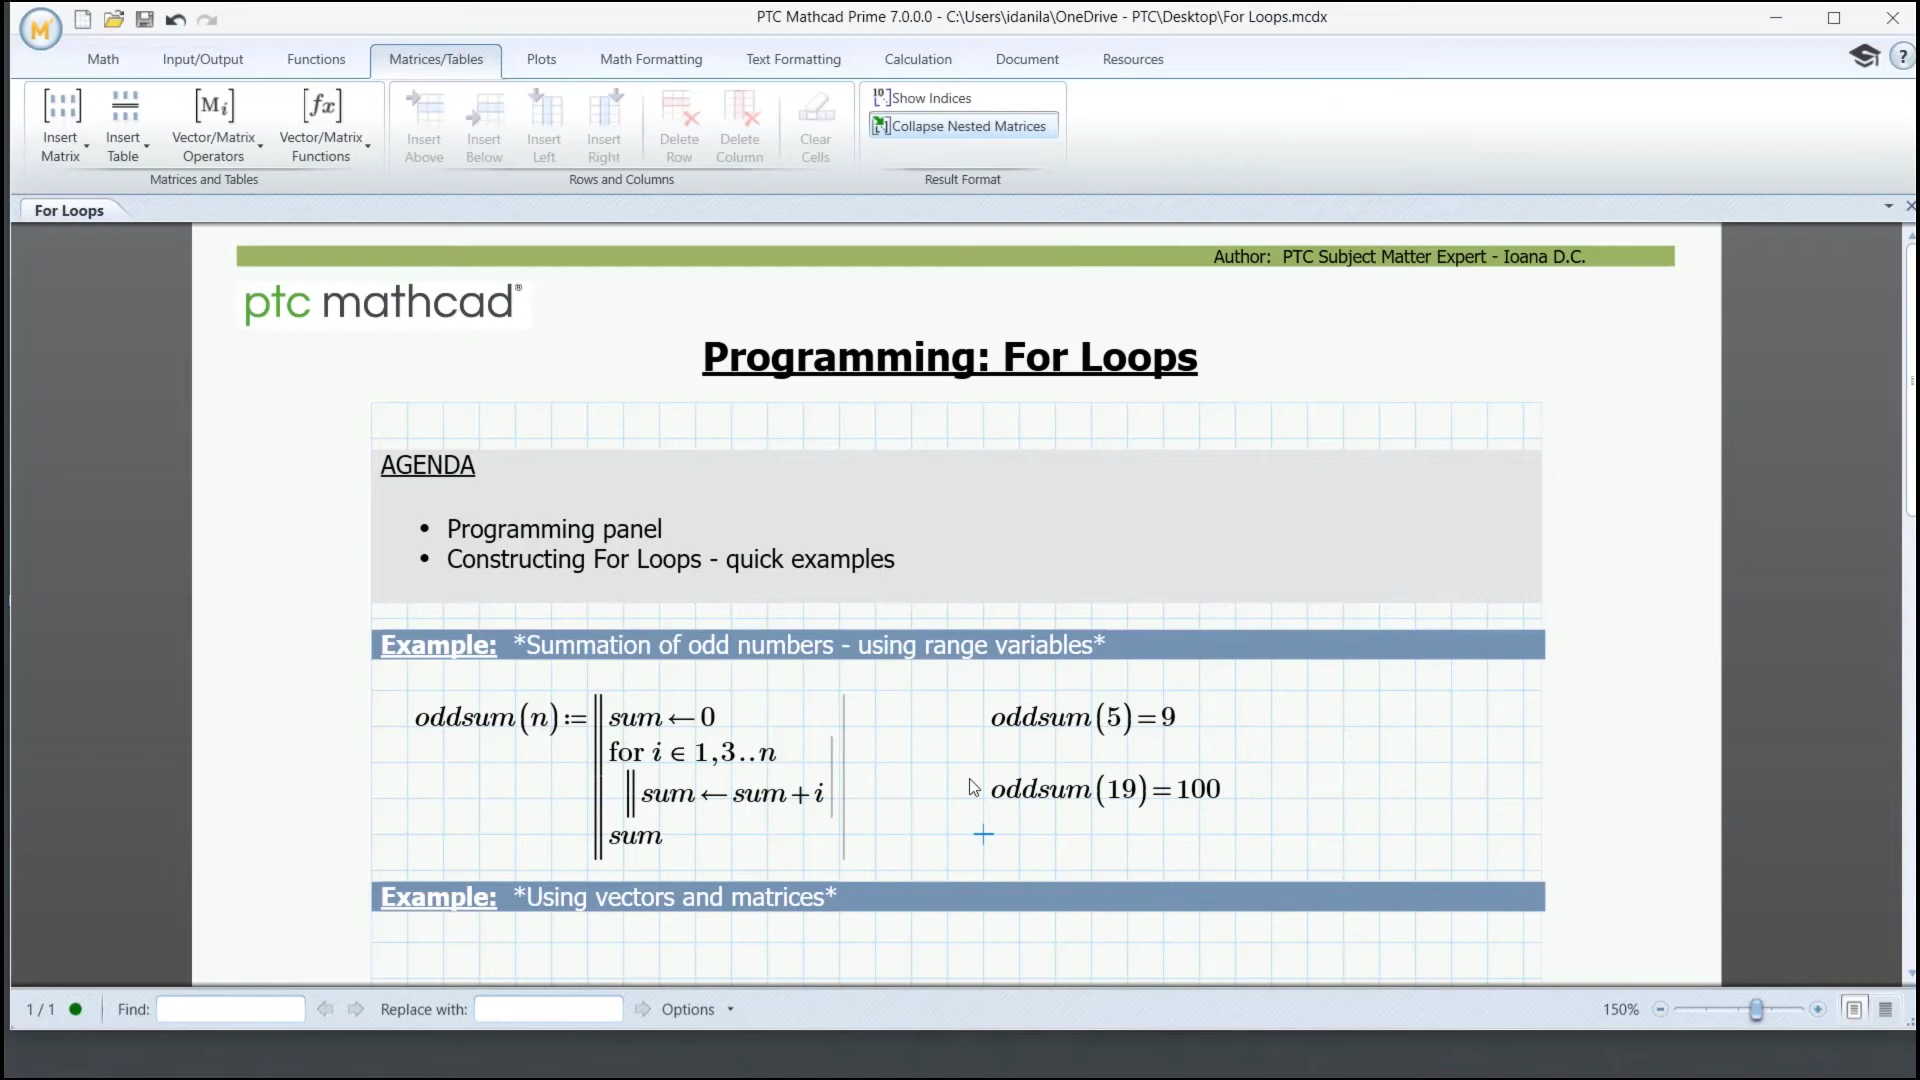 PTC Mathcad Prime 7.0.0.0 - C:\Users\idanila\OneDrive - PTC\Desktop\For Loops.mcdx
Math Input/Output Functions Matrices/Tables Plots Math Formatting Text Formatting Calculation Document Resources
Insert Matrix
Insert Table
Vector/Matrix Operators
Vector/Matrix Functions
Matrices and Tables
Insert Above
Insert Below
Insert Left
Insert Right
Delete Row
Delete Column
Clear Cells
Rows and Columns
Show Indices
Collapse Nested Matrices
Result Format
For Loops
Author: PTC Subject Matter Expert - Ioana D.C.
ptc mathcad®
Programming: For Loops
AGENDA
• Programming panel
• Constructing For Loops - quick examples
Example: *Summation of odd numbers - using range variables*
oddsum(n):=‖sum←0
for i ∈ 1,3..n
‖sum←sum+i
sum
oddsum(5)=9
oddsum(19)=100
Example: *Using vectors and matrices*
1 / 1 Find: Replace with: Options 150%